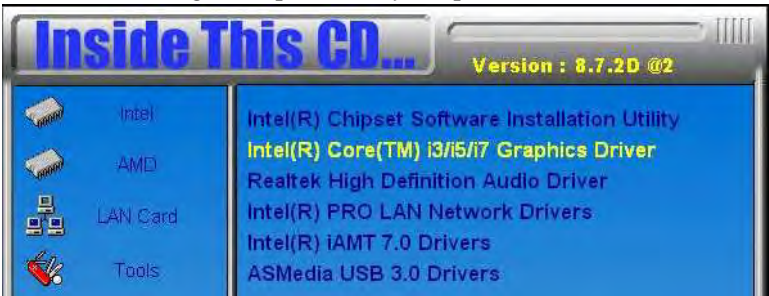 Inside This CD...
Version : 8.7.2D @2
Intel
AMD
LAN Card
Tools
Intel(R) Chipset Software Installation Utility
Intel(R) Core(TM) i3/i5/i7 Graphics Driver
Realtek High Definition Audio Driver
Intel(R) PRO LAN Network Drivers
Intel(R) iAMT 7.0 Drivers
ASMedia USB 3.0 Drivers